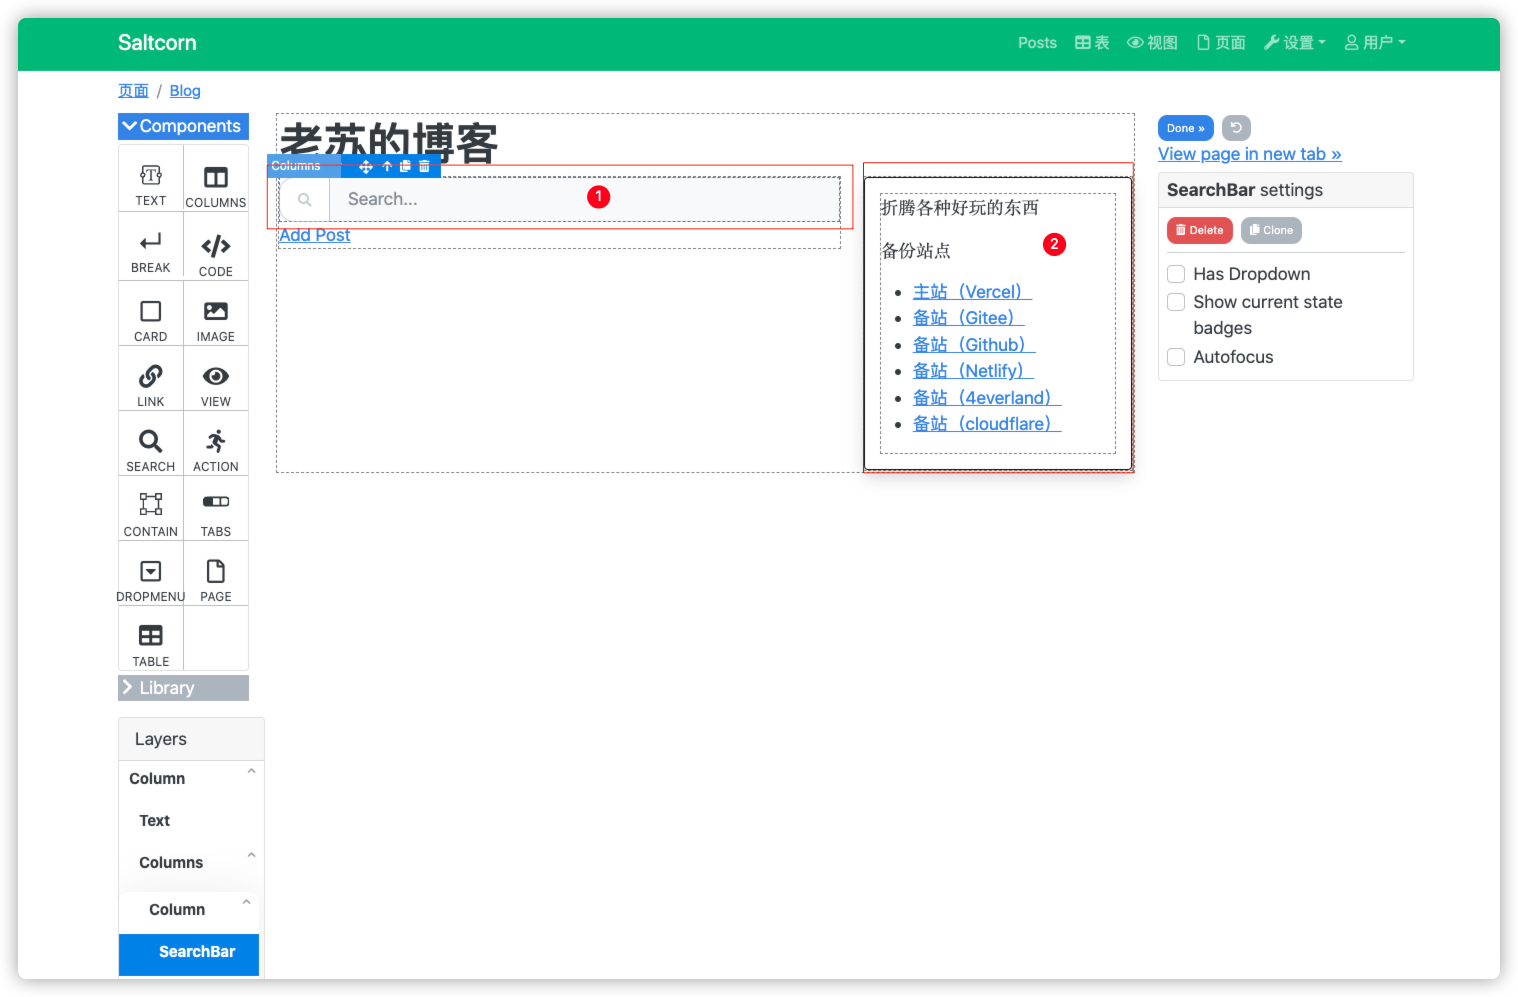 Saltcorn
Posts 表 视图 页面 设置 用户
页面 / Blog
Components
TEXT COLUMNS
BREAK CODE
CARD IMAGE
LINK VIEW
SEARCH ACTION
CONTAIN TABS
DROPMENU PAGE
TABLE
Library
Layers
Column
Text
Columns
Column
SearchBar
老苏的博客
Columns
Search...
1
Add Post
折腾各种好玩的东西
2
备份站点
主站（Vercel）
备站（Gitee）
备站（Github）
备站（Netlify）
备站（4everland）
备站（cloudflare）
Done »
View page in new tab »
SearchBar settings
Delete Clone
Has Dropdown
Show current state
badges
Autofocus